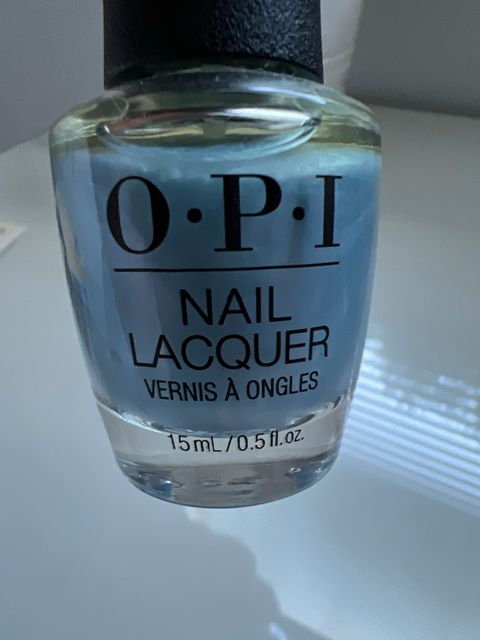 O·P·I
NAIL
LACQUER
VERNIS À ONGLES
15 mL / 0.5 fl. oz.